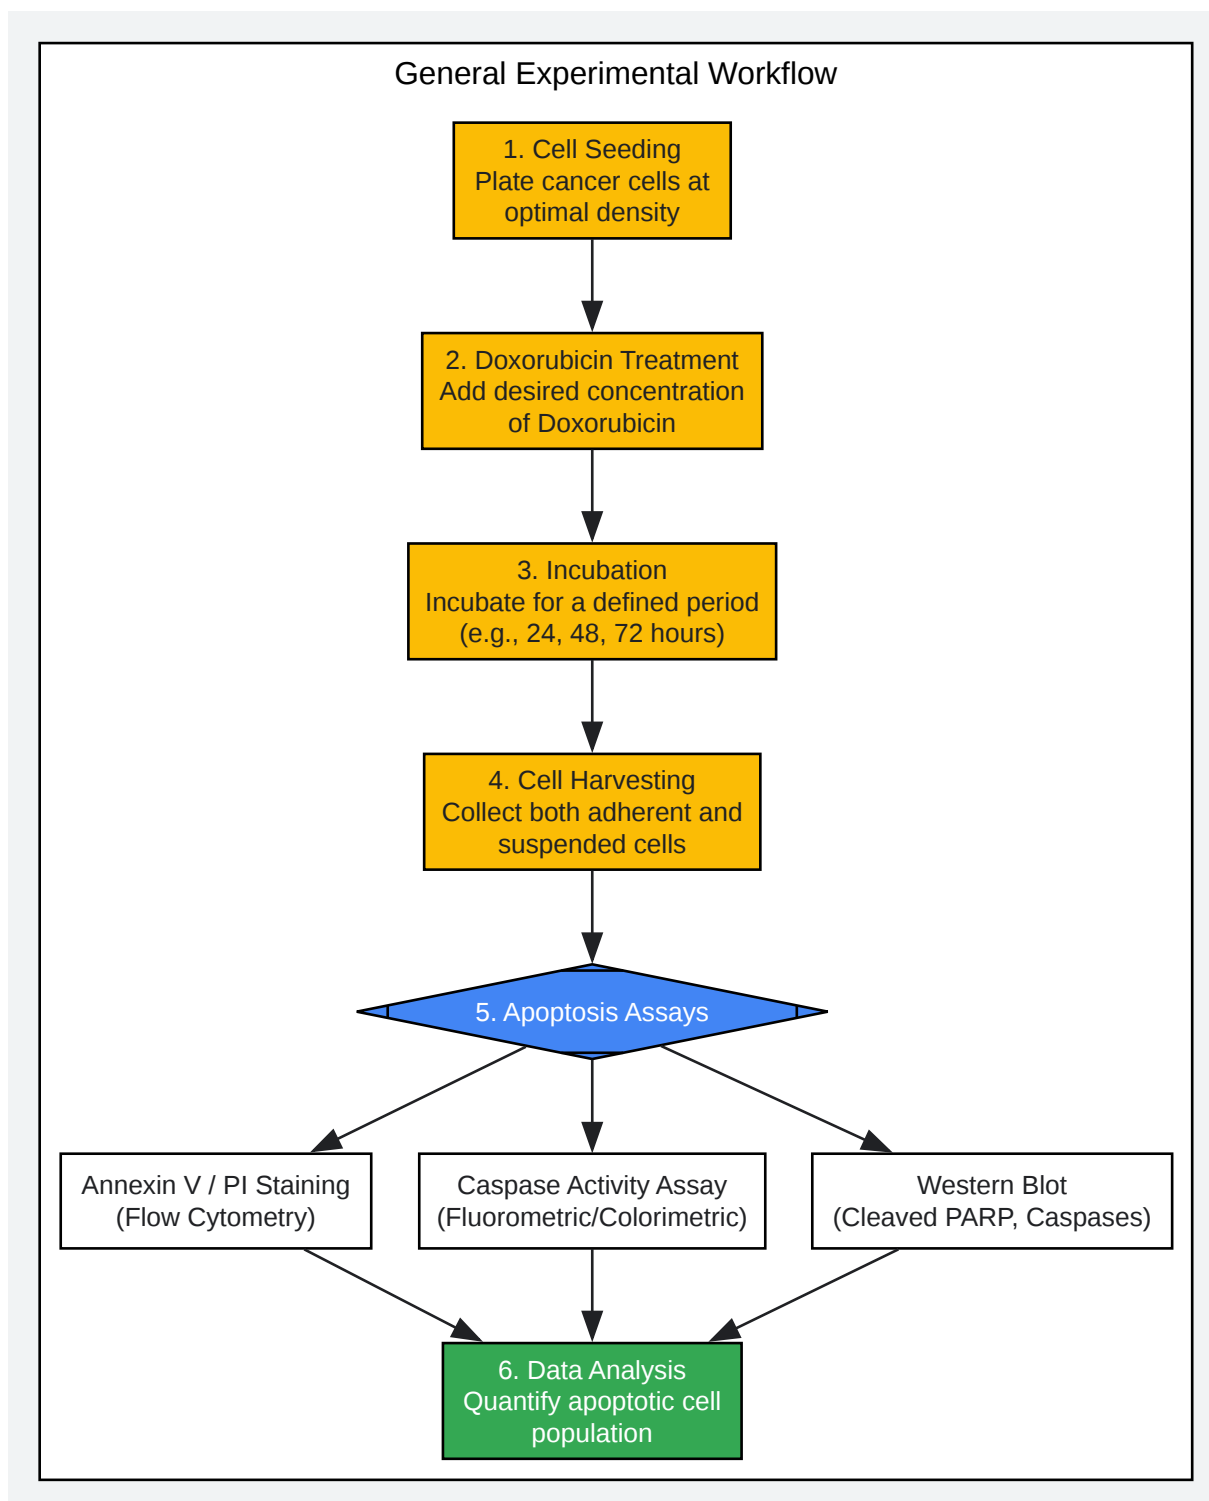 General Experimental Workflow
1. Cell Seeding
Plate cancer cells at
optimal density
2. Doxorubicin Treatment
Add desired concentration
of Doxorubicin
3. Incubation
Incubate for a defined period
(e.g., 24, 48, 72 hours)
4. Cell Harvesting
Collect both adherent and
suspended cells
5. Apoptosis Assays
Annexin V / PI Staining
(Flow Cytometry)
Caspase Activity Assay
(Fluorometric/Colorimetric)
Western Blot
(Cleaved PARP, Caspases)
6. Data Analysis
Quantify apoptotic cell
population